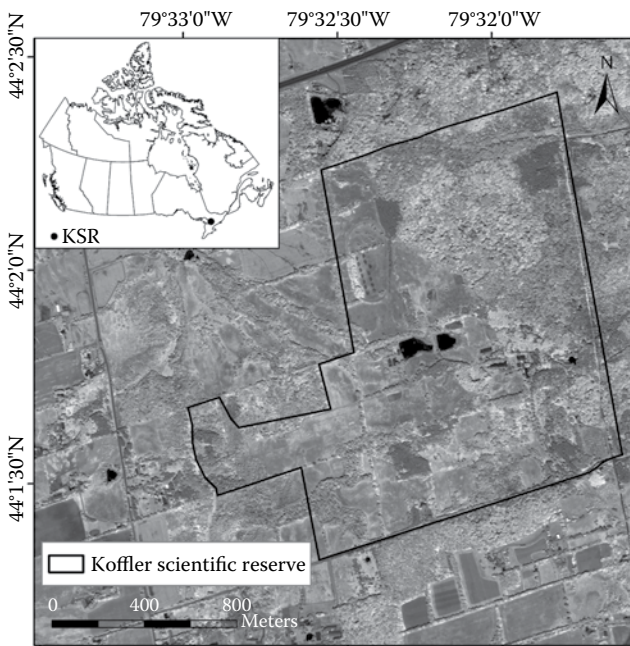 79°33'0"W 79°32'30"W 79°32'0"W
44°2'30"N
N
KSR
44°2'0"N
44°1'30"N
Koffler scientific reserve
0 400 800
Meters